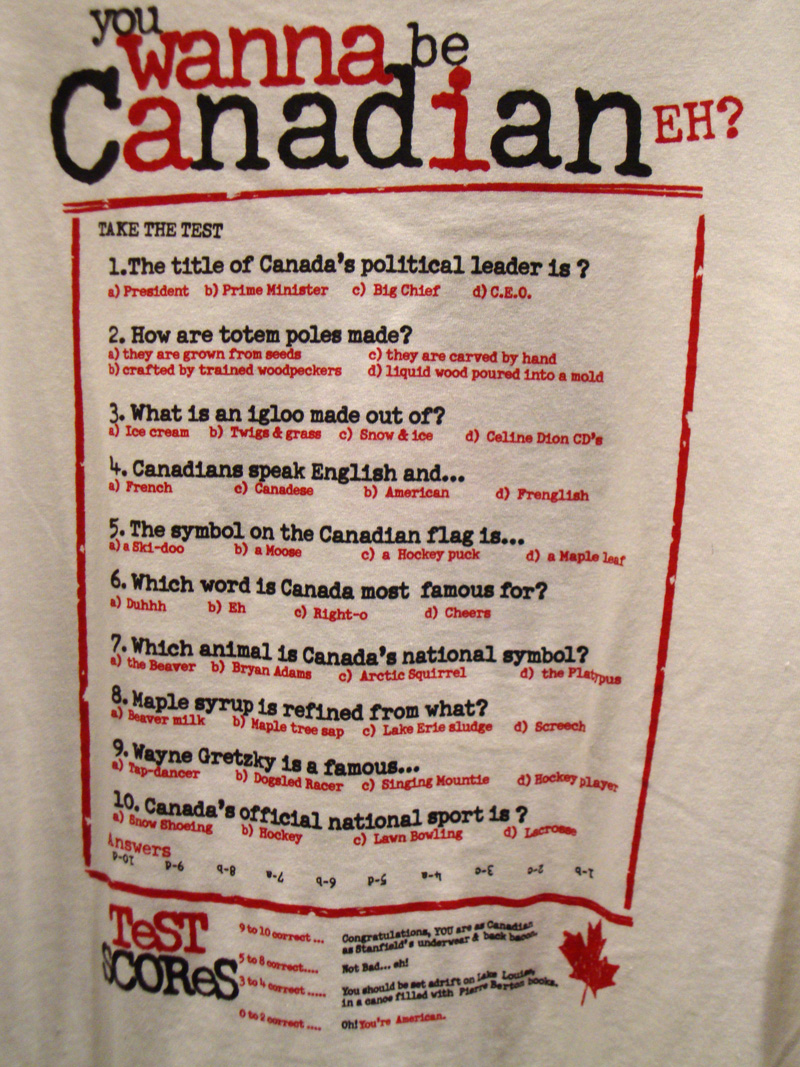 you
wanna be
Canadian EH?
TAKE THE TEST
1.The title of Canada's political leader is ?
a) President b) Prime Minister c) Big Chief d) C.E.O.
2. How are totem poles made?
a) they are grown from seeds c) they are carved by hand
b) crafted by trained woodpeckers d) liquid wood poured into a mold
3. What is an igloo made out of?
a) Ice cream b) Twigs & grass c) Snow & ice d) Celine Dion CD's
4. Canadians speak English and...
a) French c) Canadese b) American d) Frenglish
5. The symbol on the Canadian flag is...
a) a Ski-doo b) a Moose c) a Hockey puck d) a Maple leaf
6. Which word is Canada most famous for?
a) Duhhh b) Eh c) Right-o d) Cheers
7. Which animal is Canada's national symbol?
a) the Beaver b) Bryan Adams c) Arctic Squirrel d) the Platypus
8. Maple syrup is refined from what?
a) Beaver milk b) Maple tree sap c) Lake Erie sludge d) Screech
9. Wayne Gretzky is a famous...
a) Tap-dancer b) Dogsled Racer c) Singing Mountie d) Hockey player
10. Canada's official national sport is ?
a) Snow Shoeing b) Hockey c) Lawn Bowling d) Lacrosse
Answers
10-d 9-d 8-b 7-a 6-b 5-d 4-a 3-c 2-c 1-b
TeST
SCOReS
9 to 10 correct ... Congratulations, YOU are as Canadian
as Stanfield's underwear & back bacon.
5 to 8 correct.... Not Bad... eh!
3 to 4 correct ..... You should be set adrift on Lake Louise,
in a canoe filled with Pierre Berton books.
0 to 2 correct .... Oh! You're American.